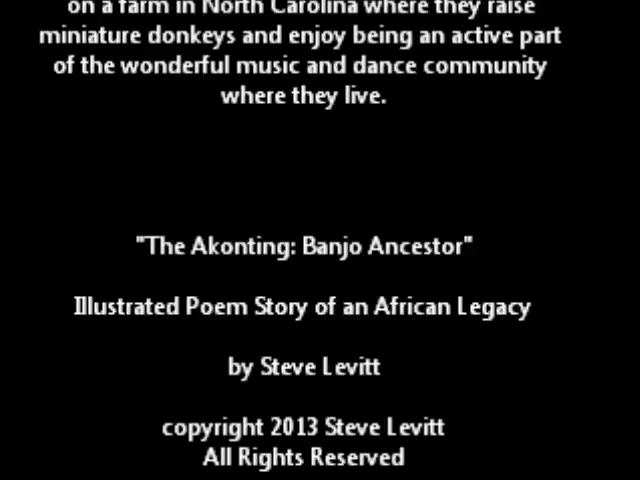 on a farm in North Carolina where they raise
miniature donkeys and enjoy being an active part
of the wonderful music and dance community
where they live.
"The Akonting: Banjo Ancestor"
Illustrated Poem Story of an African Legacy
by Steve Levitt
copyright 2013 Steve Levitt
All Rights Reserved